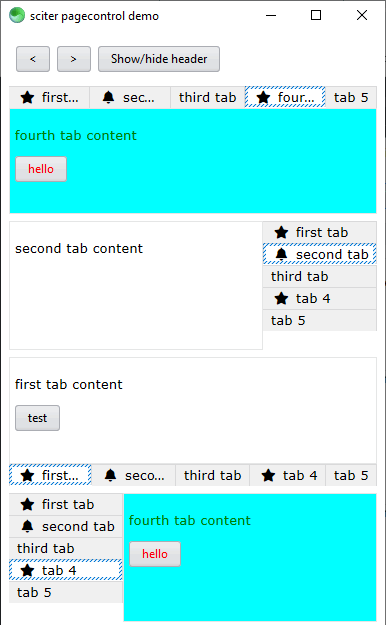 sciter pagecontrol demo
< > Show/hide header
first... sec... third tab four... tab 5
fourth tab content
hello
second tab content
first tab
second tab
third tab
tab 4
tab 5
first tab content
test
first... seco... third tab tab 4 tab 5
first tab
second tab
third tab
tab 4
tab 5
fourth tab content
hello